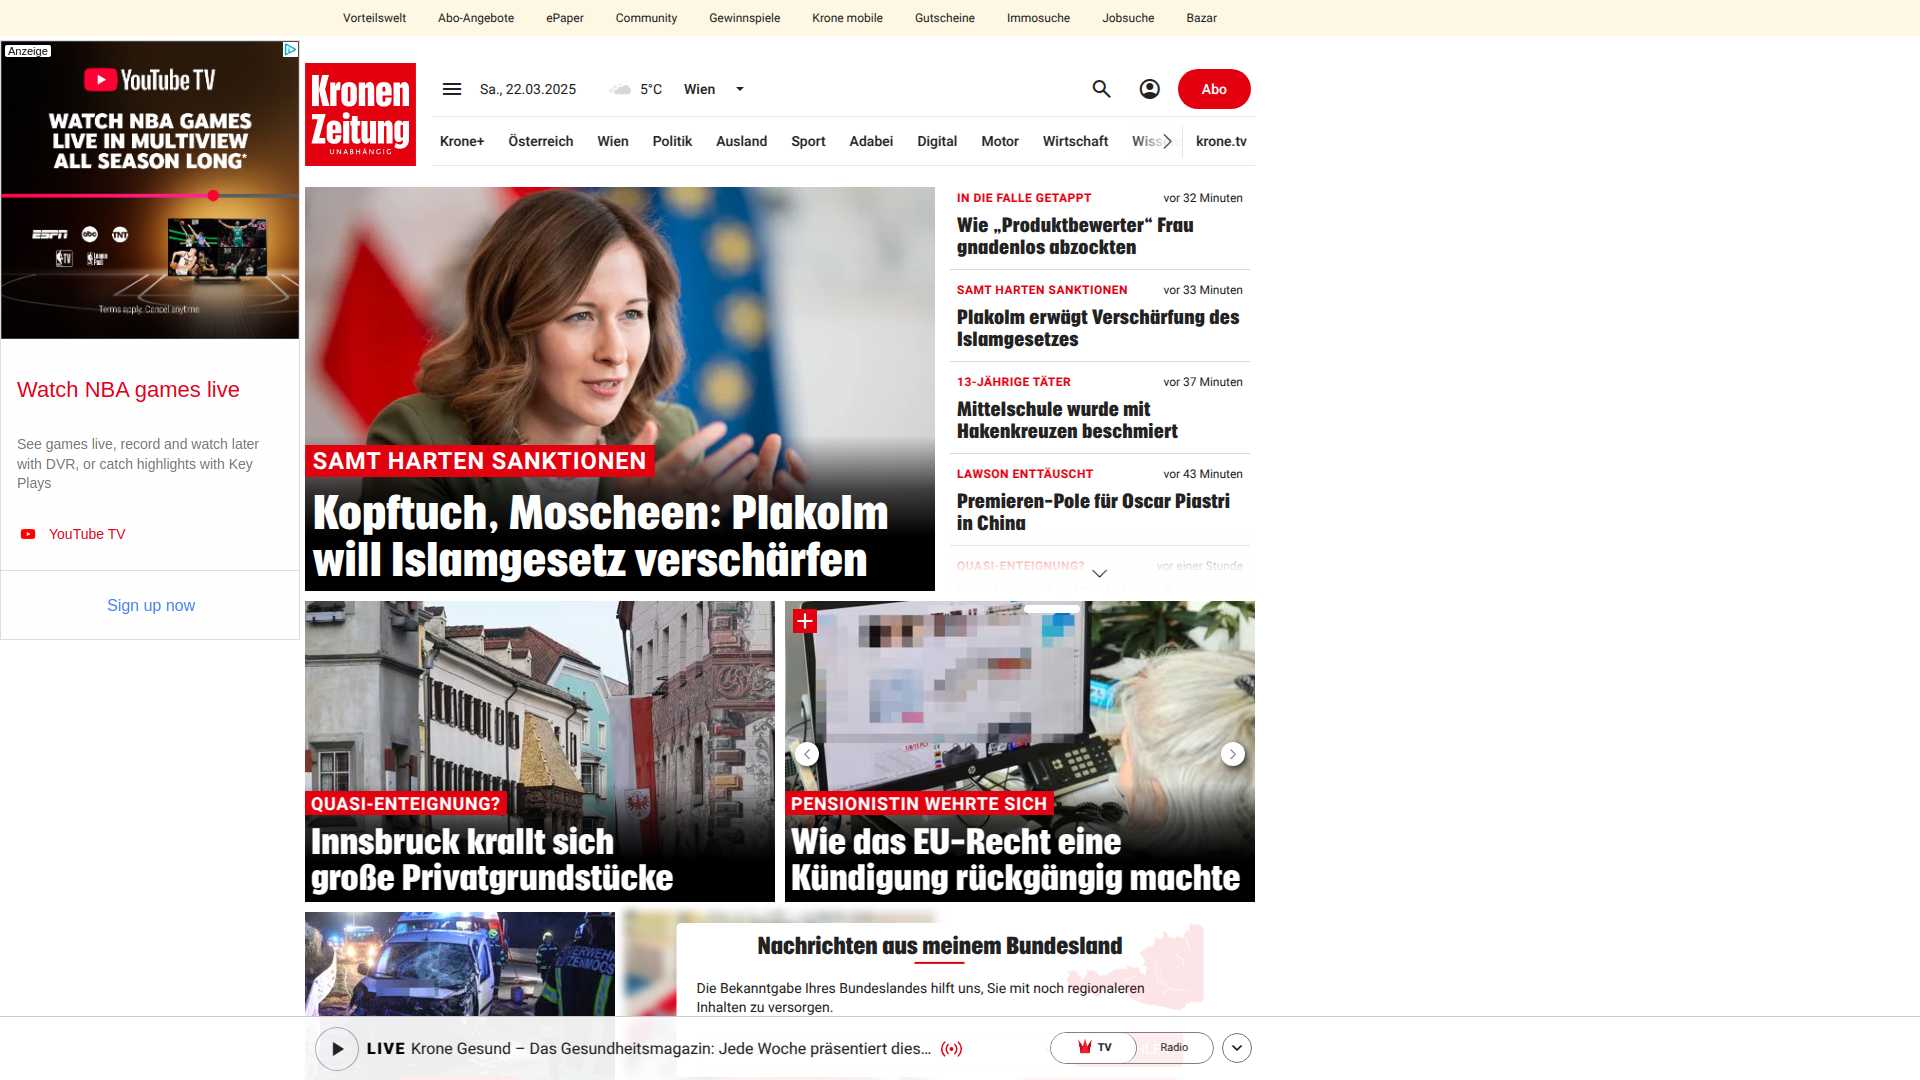 Vorteilswelt
Abo-Angebote
ePaper
Community
Gewinnspiele
Krone mobile
Gutscheine
Immosuche
Jobsuche
Bazar
Anzeige
YouTube TV
WATCH NBA GAMES
LIVE IN MULTIVIEW
ALL SEASON LONG*
ESPN
abc
TNT
Terms apply. Cancel anytime
Watch NBA games live
See games live, record and watch later
with DVR, or catch highlights with Key
Plays
YouTube TV
Sign up now
Kronen
Zeitung
UNABHÄNGIG
Sa., 22.03.2025
5°C
Wien
Abo
Krone+
Österreich
Wien
Politik
Ausland
Sport
Adabei
Digital
Motor
Wirtschaft
krone.tv
SAMT HARTEN SANKTIONEN
Kopftuch, Moscheen: Plakolm
will Islamgesetz verschärfen
IN DIE FALLE GETAPPT
vor 32 Minuten
Wie „Produktbewerter“ Frau
gnadenlos abzockten
SAMT HARTEN SANKTIONEN
vor 33 Minuten
Plakolm erwägt Verschärfung des
Islamgesetzes
13-JÄHRIGE TÄTER
vor 37 Minuten
Mittelschule wurde mit
Hakenkreuzen beschmiert
LAWSON ENTTÄUSCHT
vor 43 Minuten
Premieren-Pole für Oscar Piastri
in China
QUASI-ENTEIGNUNG?
vor einer Stunde
QUASI-ENTEIGNUNG?
Innsbruck krallt sich
große Privatgrundstücke
PENSIONISTIN WEHRTE SICH
Wie das EU-Recht eine
Kündigung rückgängig machte
Nachrichten aus meinem Bundesland
Die Bekanntgabe Ihres Bundeslandes hilft uns, Sie mit noch regionaleren
Inhalten zu versorgen.
LIVE Krone Gesund – Das Gesundheitsmagazin: Jede Woche präsentiert dies...
TV
Radio